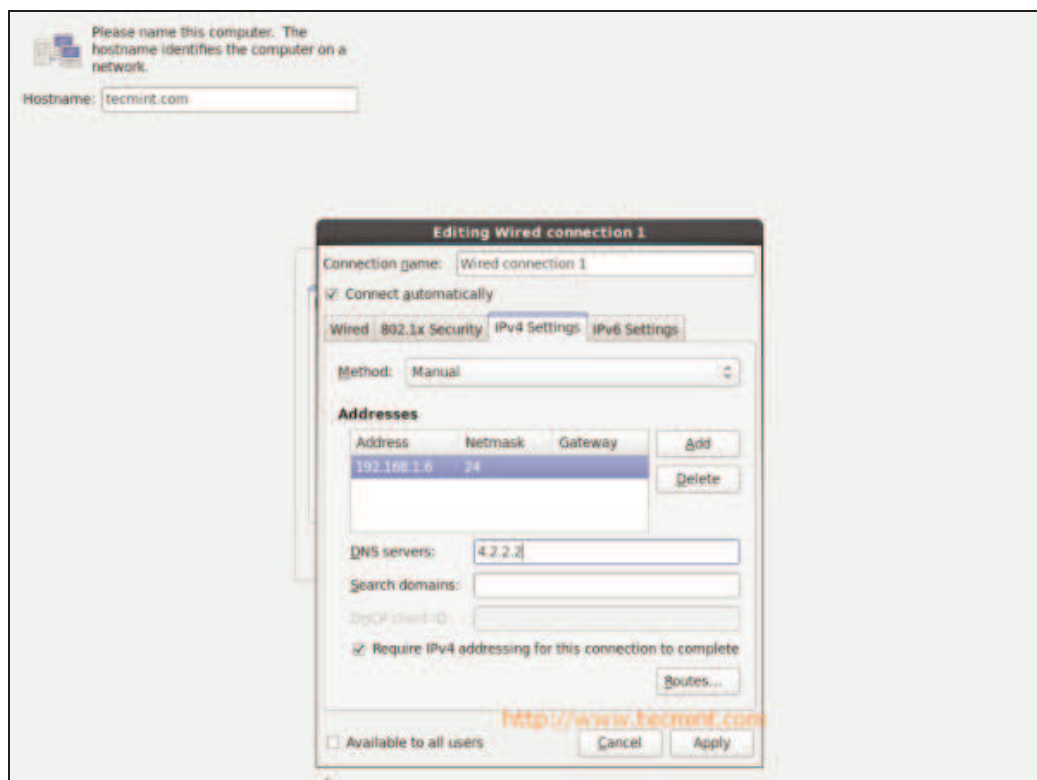 Please name this computer. The
hostname identifies the computer on a
network.
Hostname: tecmint.com
Editing Wired connection 1
Connection name: Wired connection 1
Connect automatically
Wired 802.1x Security IPv4 Settings IPv6 Settings
Method: Manual
Addresses
Address Netmask Gateway
192.168.1.6 24
Add
Delete
DNS servers: 4.2.2.2
Search domains:
DHCP client ID:
Require IPv4 addressing for this connection to complete
Routes...
http://www.tecmint.com
Available to all users
Cancel
Apply